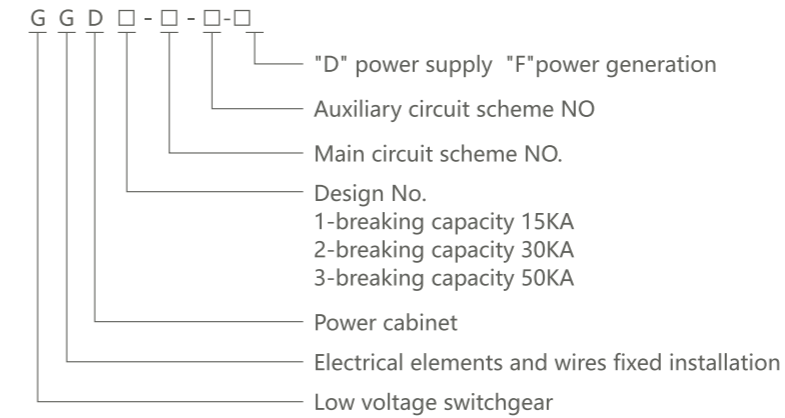 G G D □ - □ - □-□
"D" power supply "F"power generation
Auxiliary circuit scheme NO
Main circuit scheme NO.
Design No.
1-breaking capacity 15KA
2-breaking capacity 30KA
3-breaking capacity 50KA
Power cabinet
Electrical elements and wires fixed installation
Low voltage switchgear